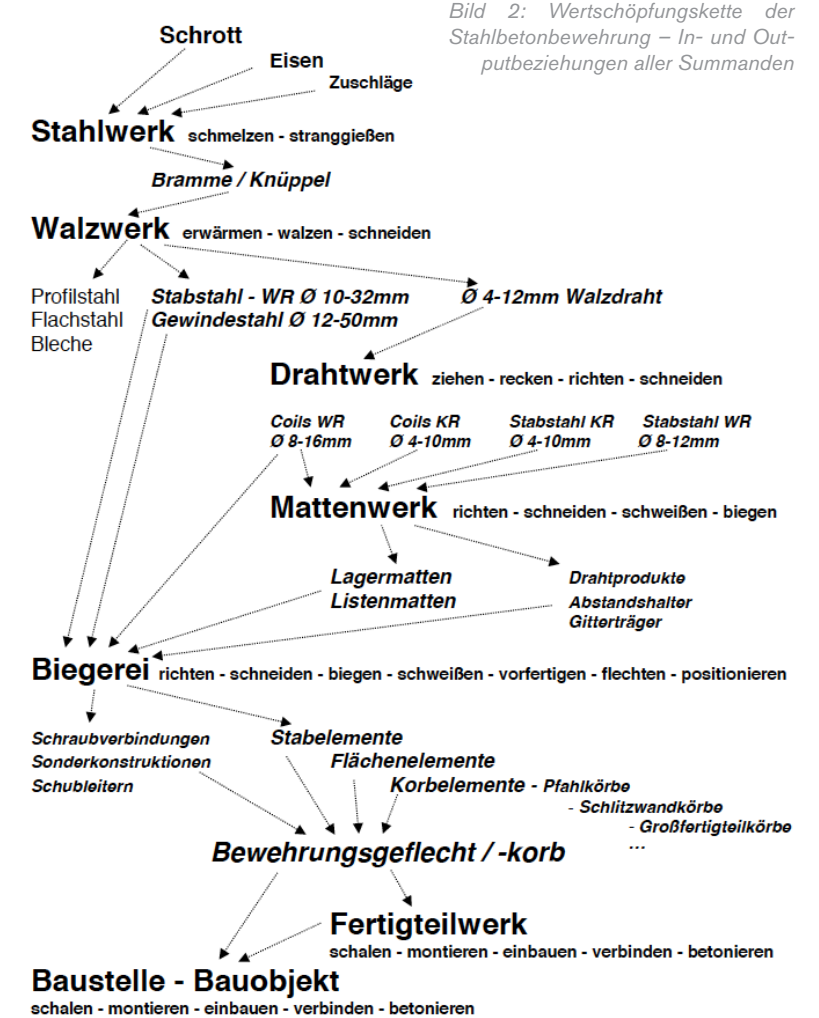 Bild 2: Wertschöpfungskette der
Stahlbetonbewehrung – In- und Out-
putbeziehungen aller Summanden
Schrott
Eisen
Zuschläge
Stahlwerk schmelzen - stranggießen
Bramme / Knüppel
Walzwerk erwärmen - walzen - schneiden
Profilstahl Stabstahl - WR Ø 10-32mm Ø 4-12mm Walzdraht
Flachstahl Gewindestahl Ø 12-50mm
Bleche
Drahtwerk ziehen - recken - richten - schneiden
Coils WR Coils KR Stabstahl KR Stabstahl WR
Ø 8-16mm Ø 4-10mm Ø 4-10mm Ø 8-12mm
Mattenwerk richten - schneiden - schweißen - biegen
Lagermatten Drahtprodukte
Listenmatten Abstandshalter
Gitterträger
Biegerei richten - schneiden - biegen - schweißen - vorfertigen - flechten - positionieren
Schraubverbindungen Stabelemente
Sonderkonstruktionen Flächenelemente
Schubleitern Korbelemente - Pfahlkörbe
- Schlitzwandkörbe
- Großfertigteilkörbe
...
Bewehrungsgeflecht / -korb
Fertigteilwerk
schalen - montieren - einbauen - verbinden - betonieren
Baustelle - Bauobjekt
schalen - montieren - einbauen - verbinden - betonieren